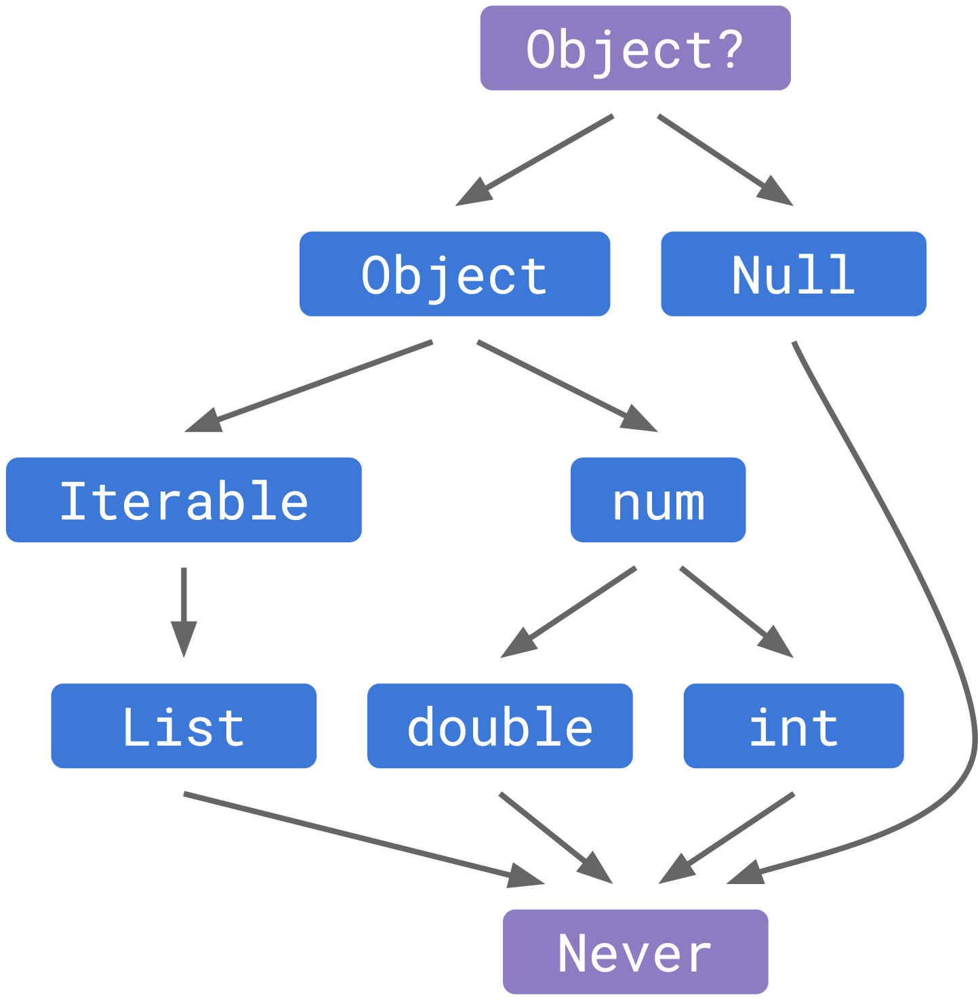 Object?
Object
Null
Iterable
num
List
double
int
Never